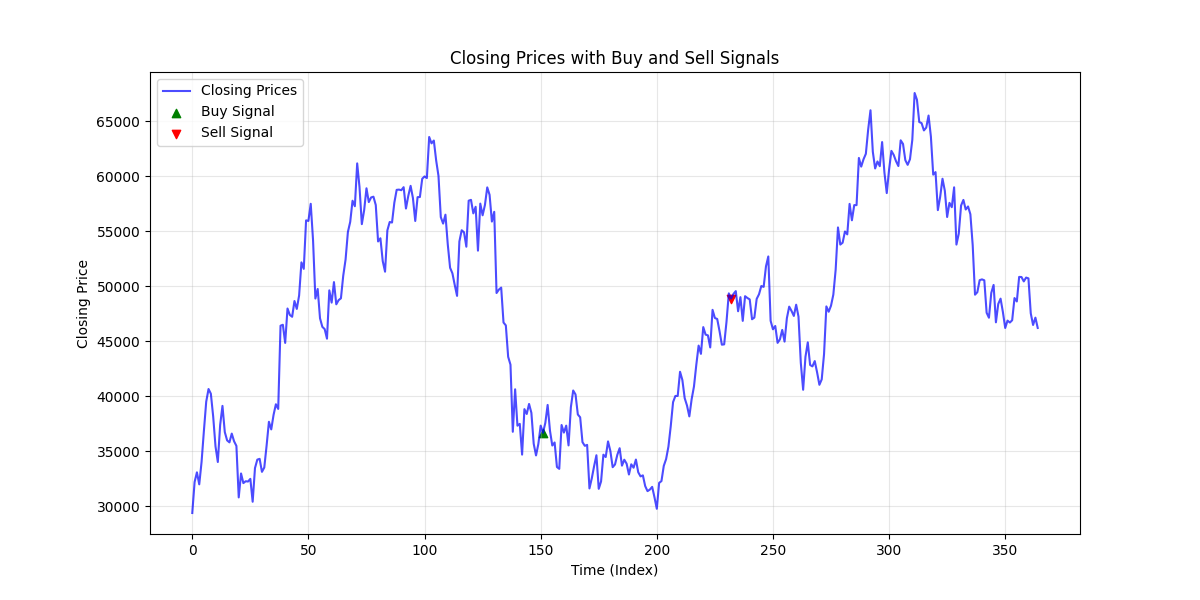 Closing Prices with Buy and Sell Signals
Closing Prices
Buy Signal
Sell Signal
65000
60000
55000
50000
45000
40000
35000
30000
Closing Price
0 50 100 150 200 250 300 350
Time (Index)